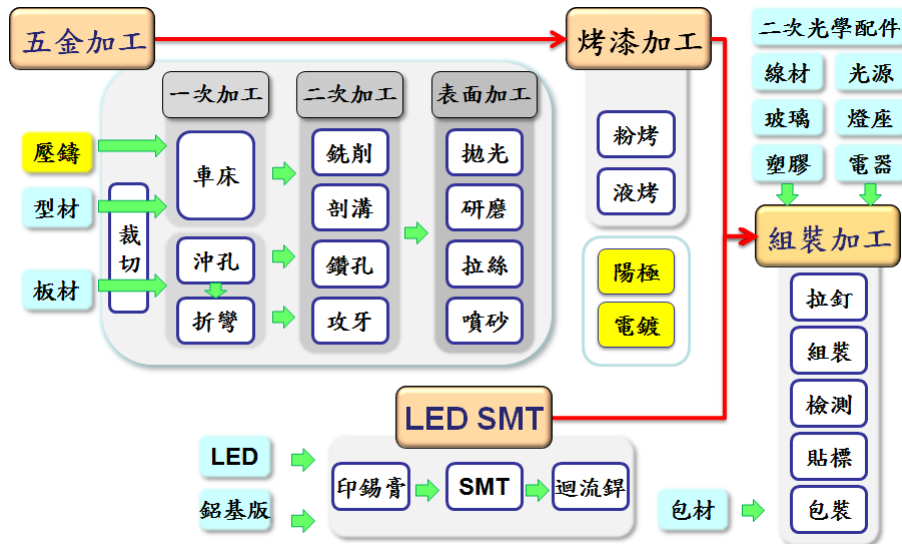 五金加工
烤漆加工
二次光學配件
一次加工
二次加工
表面加工
線材
光源
玻璃
燈座
塑膠
電器
壓鑄
型材
板材
裁切
車床
沖孔
折彎
銑削
剖溝
鑽孔
攻牙
拋光
研磨
拉絲
噴砂
粉烤
液烤
陽極
電鍍
組裝加工
拉釘
組裝
檢測
貼標
包裝
LED SMT
LED
鋁基版
印錫膏
SMT
迴流銲
包材